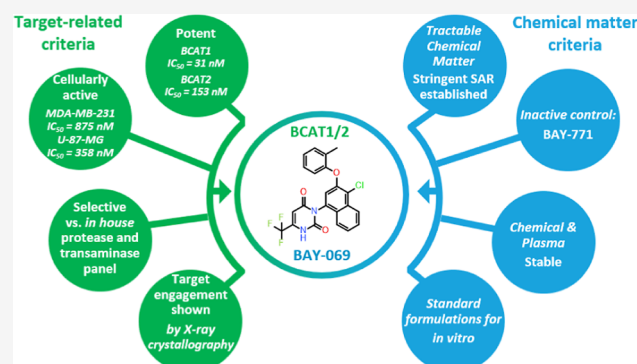 Target-related
criteria
Potent
BCAT1
IC50 = 31 nM
BCAT2
IC50 = 153 nM
Cellularly
active
MDA-MB-231
IC50 = 875 nM
U-87-MG
IC50 = 358 nM
Selective
vs. in house
protease and
transaminase
panel
Target
engagement
shown
by X-ray
crystallography
BCAT1/2
O
Cl
O
N
F
F
F
N
H
O
BAY-069
Chemical matter
criteria
Tractable
Chemical
Matter
Stringent SAR
established
Inactive control:
BAY-771
Chemical &
Plasma
Stable
Standard
formulations for
in vitro